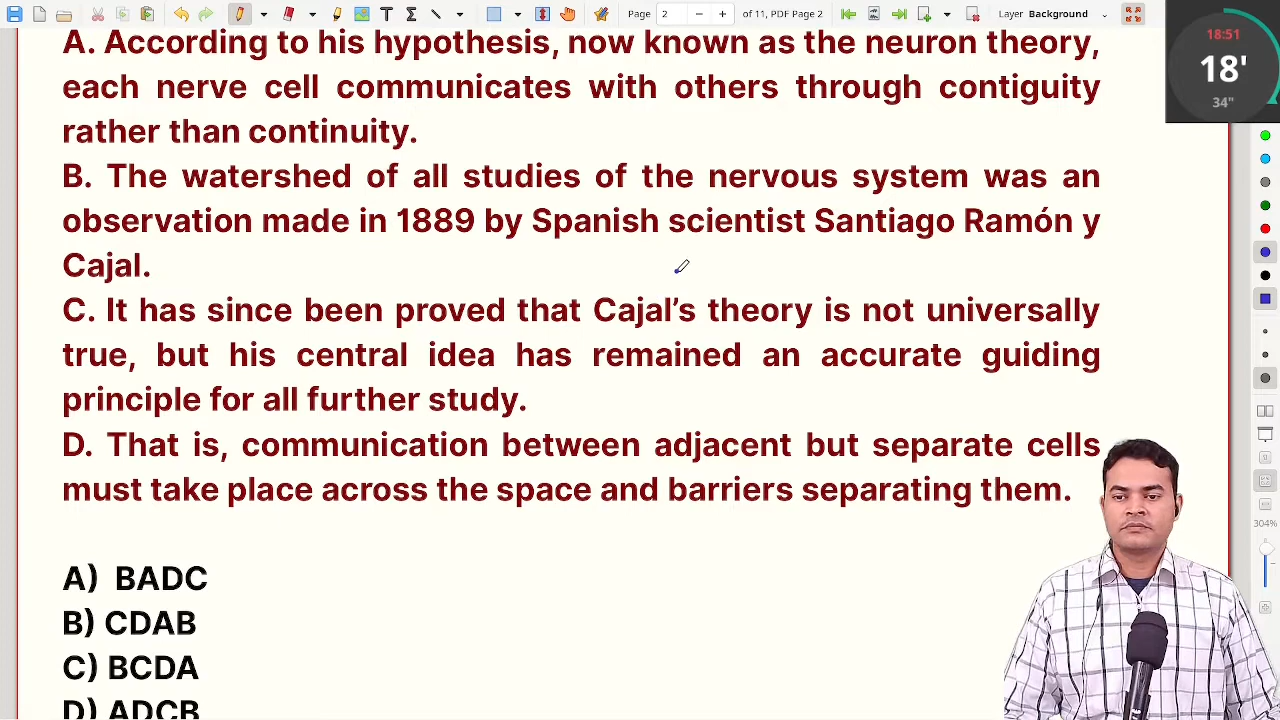 Page 2 of 11, PDF Page 2 Layer Background
18:51
18'
34"
A. According to his hypothesis, now known as the neuron theory,
each nerve cell communicates with others through contiguity
rather than continuity.
B. The watershed of all studies of the nervous system was an
observation made in 1889 by Spanish scientist Santiago Ramón y
Cajal.
C. It has since been proved that Cajal’s theory is not universally
true, but his central idea has remained an accurate guiding
principle for all further study.
D. That is, communication between adjacent but separate cells
must take place across the space and barriers separating them.
304%
A) BADC
B) CDAB
C) BCDA
D) ADCB